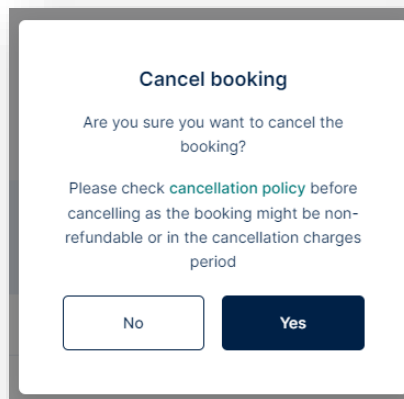 Cancel booking
Are you sure you want to cancel the
booking?
Please check cancellation policy before
cancelling as the booking might be non-
refundable or in the cancellation charges
period
No
Yes